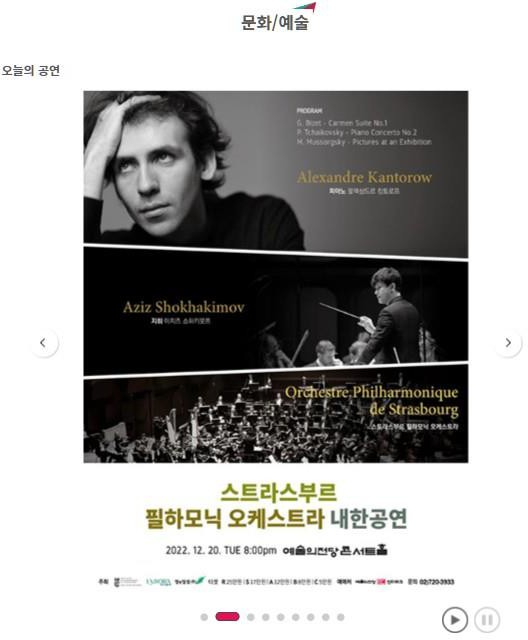 문화/예술
오늘의 공연
PROGRAM
G. Bizet - Carmen Suite No.1
P. Tchaikovsky - Piano Concerto No.2
M. Mussorgsky - Pictures at an Exhibition
Alexandre Kantorow
피아노 알렉상드르 캉토로프
Aziz Shokhakimov
지휘 아지즈 쇼하키모프
Orchestre Philharmonique
de Strasbourg
스트라스부르 필하모닉 오케스트라
스트라스부르
필하모닉 오케스트라 내한공연
2022. 12. 20. TUE 8:00pm 예술의전당 콘서트홀
주최 티켓 R 25만원 | S 17만원 | A 12만원 | B 8만원 | C 5만원 예매처 문의 02)720-3933